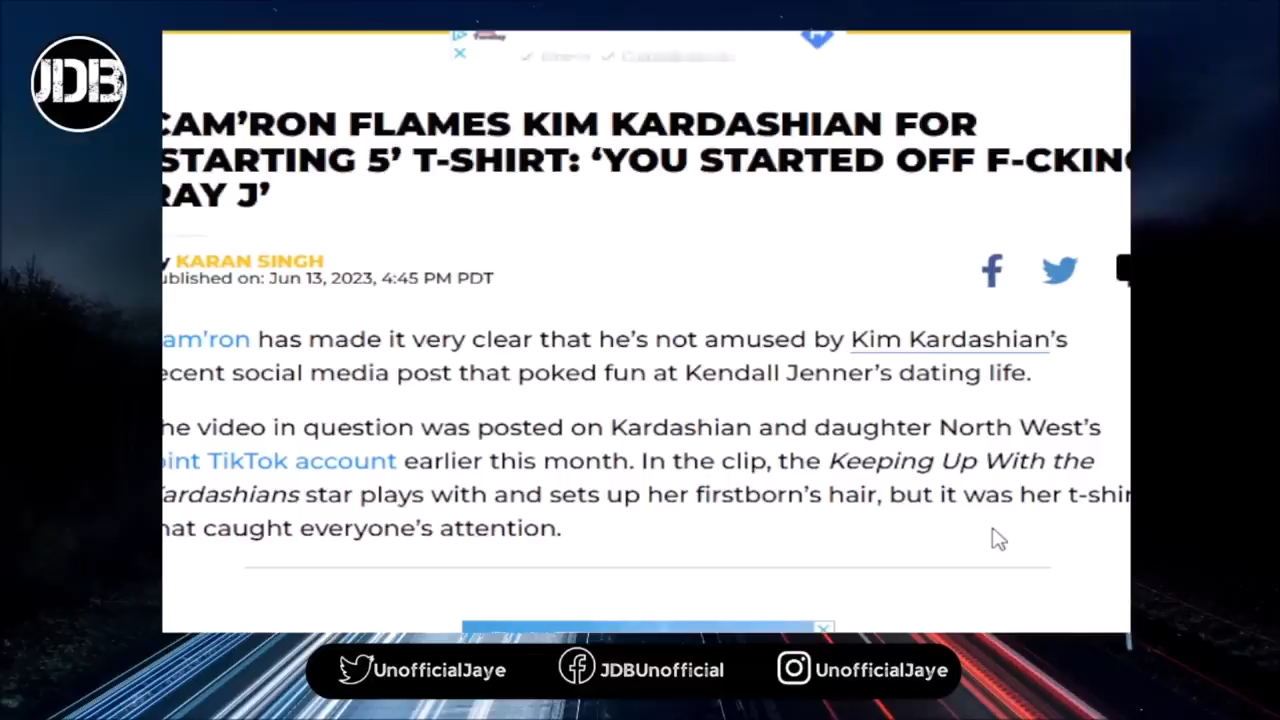 JDB
CAM’RON FLAMES KIM KARDASHIAN FOR
STARTING 5’ T-SHIRT: ‘YOU STARTED OFF F-CKING
RAY J’
y KARAN SINGH
ublished on: Jun 13, 2023, 4:45 PM PDT
am’ron has made it very clear that he’s not amused by Kim Kardashian’s
ecent social media post that poked fun at Kendall Jenner’s dating life.
he video in question was posted on Kardashian and daughter North West’s
oint TikTok account earlier this month. In the clip, the Keeping Up With the
Kardashians star plays with and sets up her firstborn’s hair, but it was her t-shir
hat caught everyone’s attention.
UnofficialJaye
JDBUnofficial
UnofficialJaye